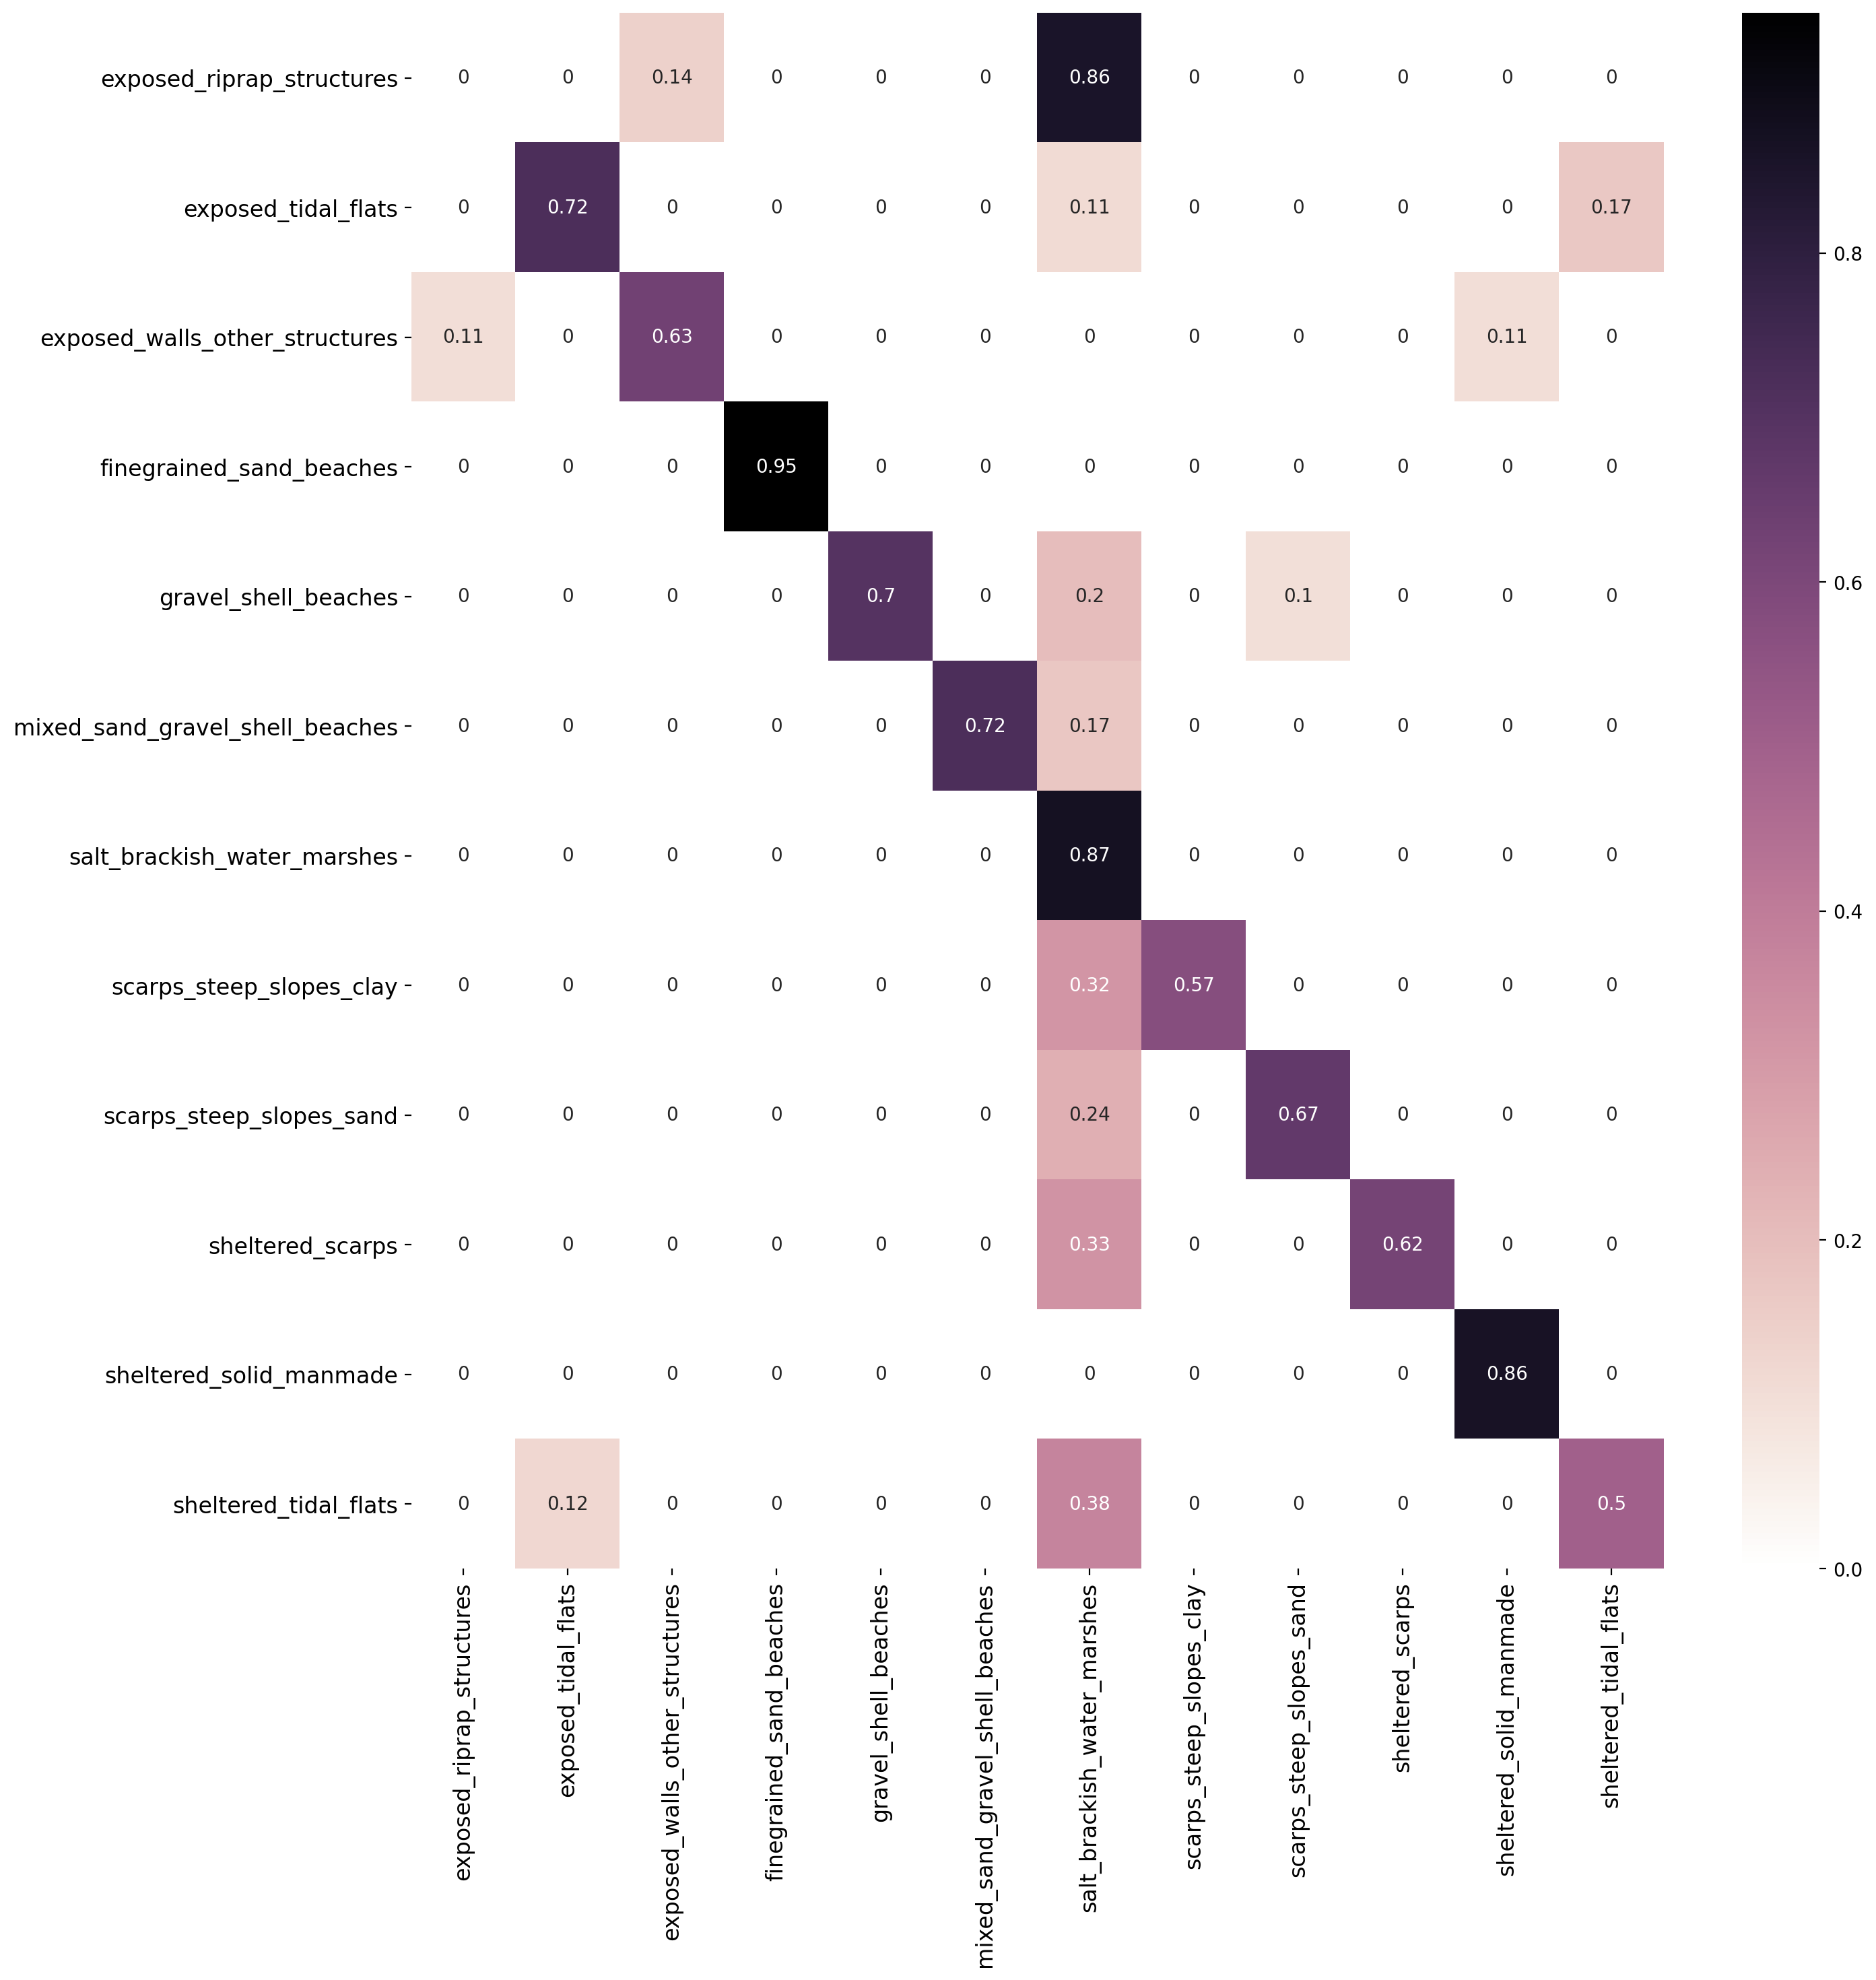 exposed_riprap_structures 0 0 0.14 0 0 0 0.86 0 0 0 0 0
exposed_tidal_flats 0 0.72 0 0 0 0 0.11 0 0 0 0 0.17
0.8
exposed_walls_other_structures 0.11 0 0.63 0 0 0 0 0 0 0 0.11 0
finegrained_sand_beaches 0 0 0 0.95 0 0 0 0 0 0 0 0
0.6
gravel_shell_beaches 0 0 0 0 0.7 0 0.2 0 0.1 0 0 0
mixed_sand_gravel_shell_beaches 0 0 0 0 0 0.72 0.17 0 0 0 0 0
salt_brackish_water_marshes 0 0 0 0 0 0 0.87 0 0 0 0 0
0.4
scarps_steep_slopes_clay 0 0 0 0 0 0 0.32 0.57 0 0 0 0
scarps_steep_slopes_sand 0 0 0 0 0 0 0.24 0 0.67 0 0 0
0.2
sheltered_scarps 0 0 0 0 0 0 0.33 0 0 0.62 0 0
sheltered_solid_manmade 0 0 0 0 0 0 0 0 0 0 0.86 0
sheltered_tidal_flats 0 0.12 0 0 0 0 0.38 0 0 0 0 0.5
0.0
exposed_riprap_structures
exposed_tidal_flats
exposed_walls_other_structures
finegrained_sand_beaches
gravel_shell_beaches
mixed_sand_gravel_shell_beaches
salt_brackish_water_marshes
scarps_steep_slopes_clay
scarps_steep_slopes_sand
sheltered_scarps
sheltered_solid_manmade
sheltered_tidal_flats